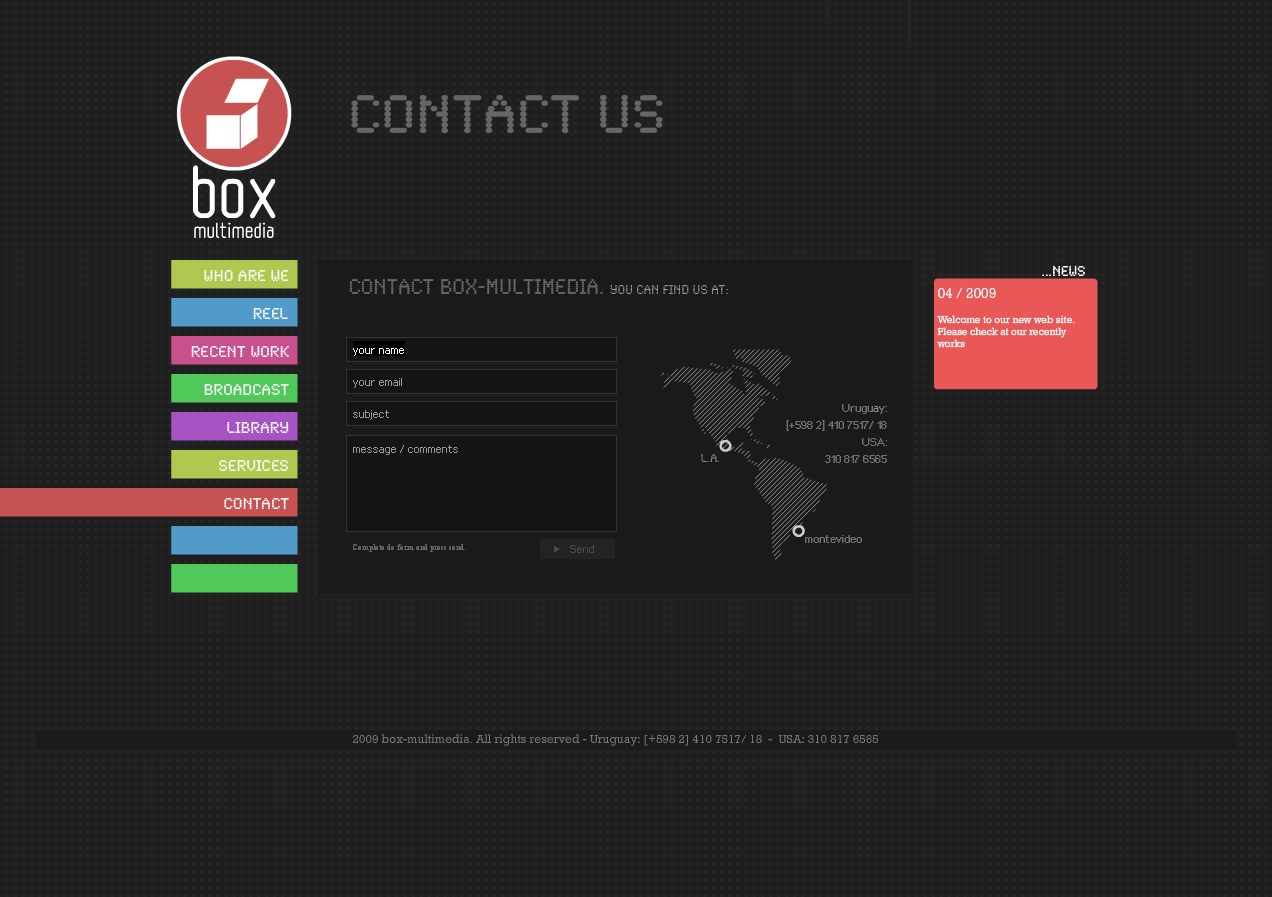 box
multimedia
CONTACT US
WHO ARE WE
REEL
RECENT WORK
BROADCAST
LIBRARY
SERVICES
CONTACT
CONTACT BOX-MULTIMEDIA. YOU CAN FIND US AT:
your name
your email
subject
message / comments
Complete do form and press send.
Send
Uruguay:
[+598 2] 410 7517/ 18
USA:
310 817 6565
L.A.
montevideo
...NEWS
04 / 2009
Welcome to our new web site.
Please check at our recently
works
2009 box-multimedia. All rights reserved - Uruguay: [+598 2] 410 7517/ 18 - USA: 310 817 6565